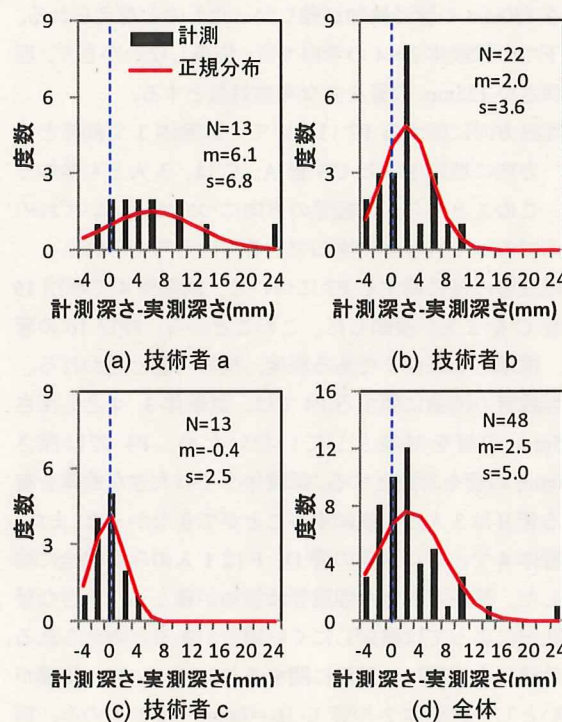 9
6
3
0
度数
計測
正規分布
N=13
m=6.1
s=6.8
-4 0 4 8 12 16 20 24
計測深さ-実測深さ(mm)
(a) 技術者 c
9
6
3
0
度数
N=22
m=2.0
s=3.6
-4 0 4 8 12 16 20 24
計測深さ-実測深さ(mm)
(b) 技術者 b
9
6
3
0
度数
N=13
m=-0.4
s=2.5
-4 0 4 8 12 16 20 24
計測深さ-実測深さ(mm)
(c) 技術者 c
16
12
8
4
0
度数
N=48
m=2.5
s=5.0
-4 0 4 8 12 16 20 24
計測深さ-実測深さ(mm)
(d) 全体